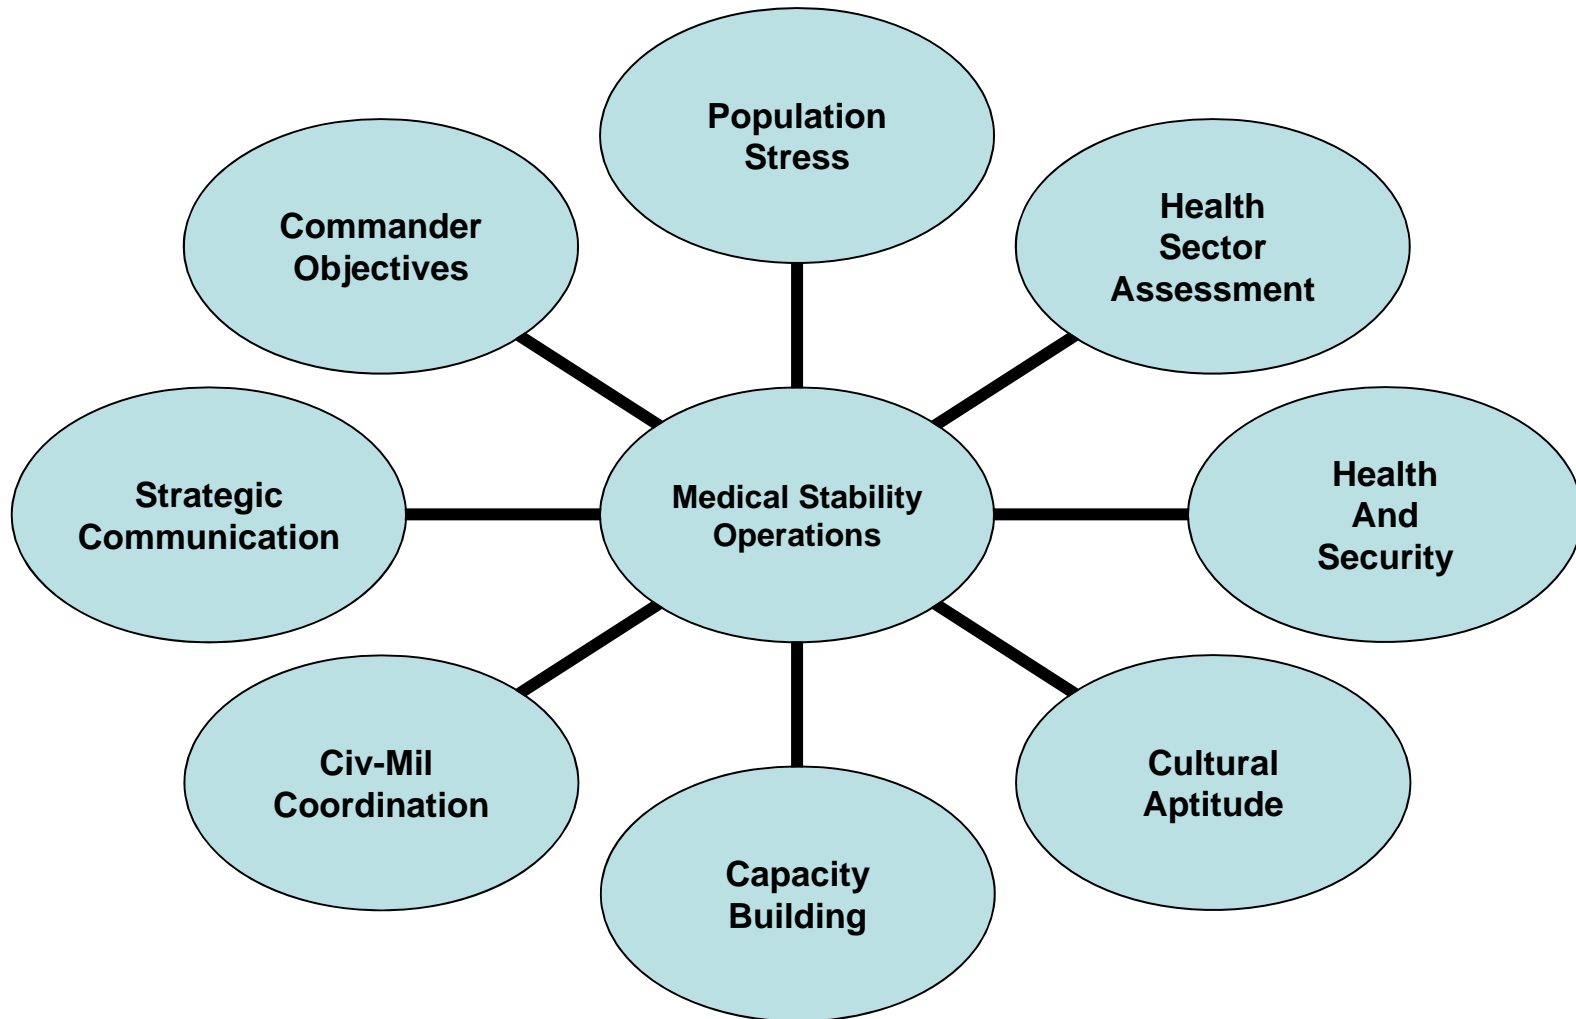 Population
Stress
Commander
Objectives
Health
Sector
Assessment
Strategic
Communication
Medical Stability
Operations
Health
And
Security
Civ-Mil
Coordination
Cultural
Aptitude
Capacity
Building